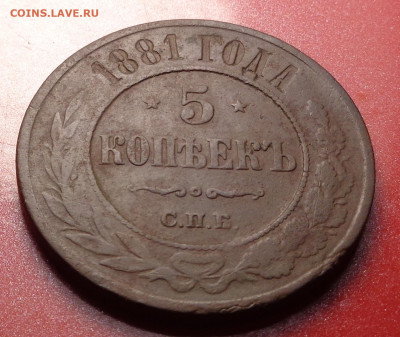 COINS.LAVE.RU
1881 ГОДА
5
КОПѢЕКЪ
С.П.Б.